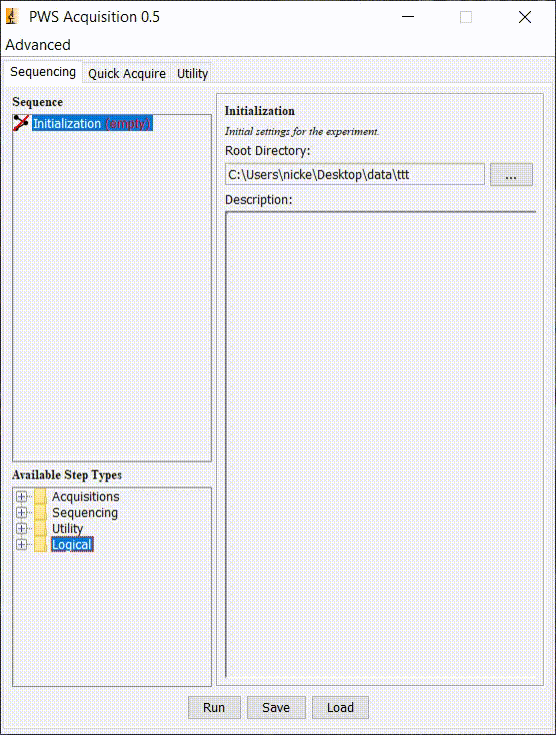 PWS Acquisition 0.5
Advanced
Sequencing Quick Acquire Utility
Sequence
Initialization (empty)
Initialization
Initial settings for the experiment.
Root Directory:
C:\Users\nicke\Desktop\data\ttt ...
Description:
Available Step Types
Acquisitions
Sequencing
Utility
Logical
Run Save Load